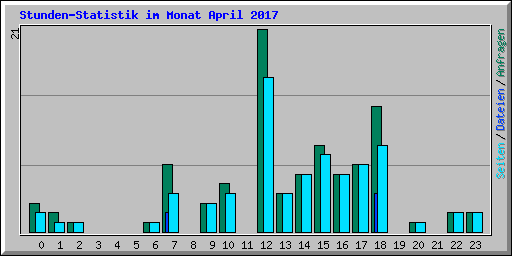 Stunden-Statistik im Monat April 2017
21
Seiten/Dateien/Anfragen
0 1 2 3 4 5 6 7 8 9 10 11 12 13 14 15 16 17 18 19 20 21 22 23